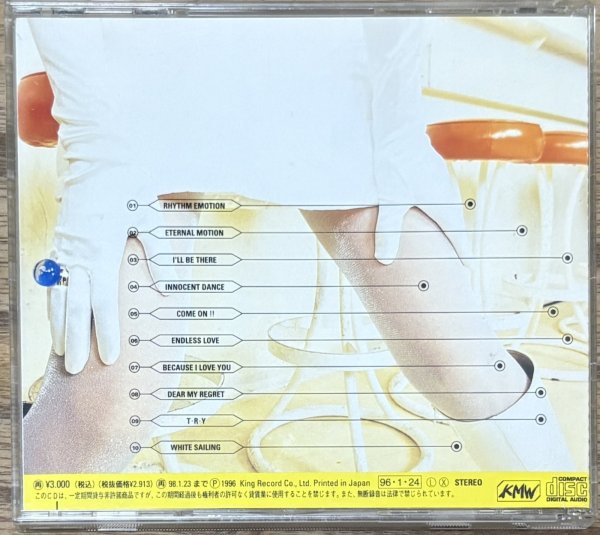 01 RHYTHM EMOTION
02 ETERNAL MOTION
03 I'LL BE THERE
04 INNOCENT DANCE
05 COME ON !!
06 ENDLESS LOVE
07 BECAUSE I LOVE YOU
08 DEAR MY REGRET
09 T·R·Y
10 WHITE SAILING
再 ¥3,000 (税込) (税抜価格¥2,913) 再 98.1.23 まで Ⓟ 1996 King Record Co., Ltd. Printed in Japan 96・1・24 Ⓛ Ⓧ STEREO
このCDは、一定期間貸与非許諾商品ですが、この期間経過後も権利者の許可なく賃貸業に使用することを禁じます。また、無断録音は法律で禁じられています。
KMW
COMPACT
disc
DIGITAL AUDIO